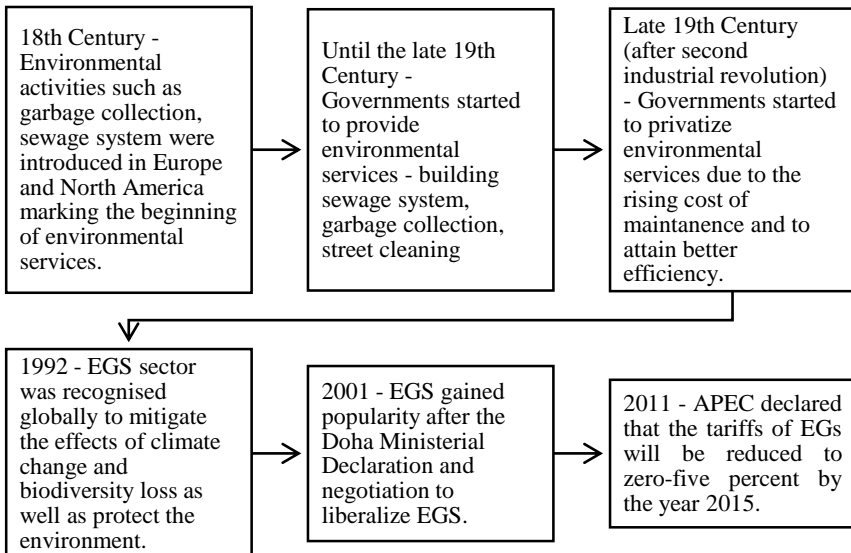 18th Century -
Environmental
activities such as
garbage collection,
sewage system were
introduced in Europe
and North America
marking the beginning
of environmental
services.
Until the late 19th
Century -
Governments started
to provide
environmental
services - building
sewage system,
garbage collection,
street cleaning
Late 19th Century
(after second
industrial revolution)
- Governments started
to privatize
environmental
services due to the
rising cost of
maintanence and to
attain better
efficiency.
1992 - EGS sector
was recognised
globally to mitigate
the effects of climate
change and
biodiversity loss as
well as protect the
environment.
2001 - EGS gained
popularity after the
Doha Ministerial
Declaration and
negotiation to
liberalize EGS.
2011 - APEC declared
that the tariffs of EGs
will be reduced to
zero-five percent by
the year 2015.